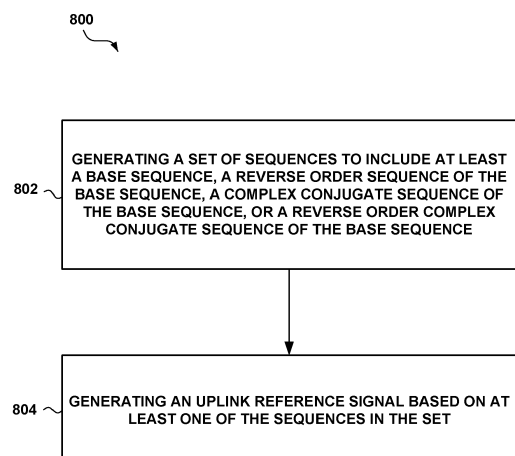 800
802
GENERATING A SET OF SEQUENCES TO INCLUDE AT LEAST
A BASE SEQUENCE, A REVERSE ORDER SEQUENCE OF THE
BASE SEQUENCE, A COMPLEX CONJUGATE SEQUENCE OF
THE BASE SEQUENCE, OR A REVERSE ORDER COMPLEX
CONJUGATE SEQUENCE OF THE BASE SEQUENCE
804
GENERATING AN UPLINK REFERENCE SIGNAL BASED ON AT
LEAST ONE OF THE SEQUENCES IN THE SET